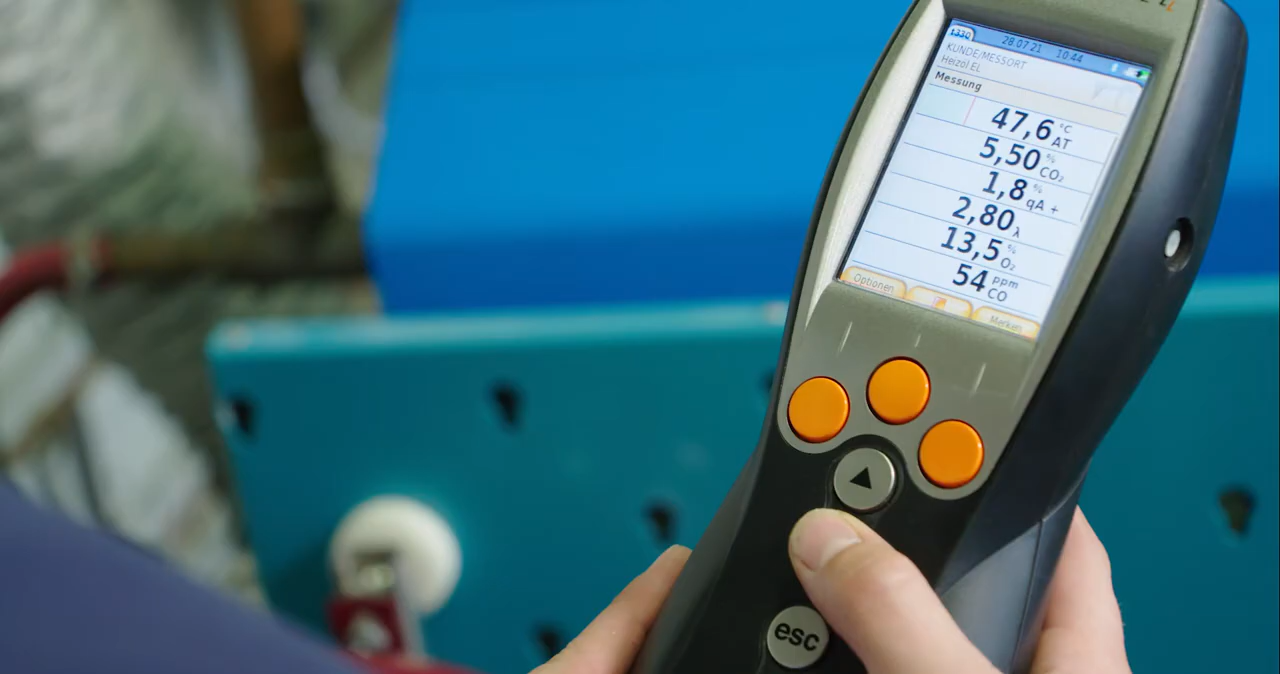 t330 28.07.21 10:44
KUNDE/MESSORT
Heizöl EL
Messung
47,6 °C AT
5,50 % CO₂
1,8 % qA +
2,80 λ
13,5 % O₂
54 ppm CO
Optionen Merken
esc